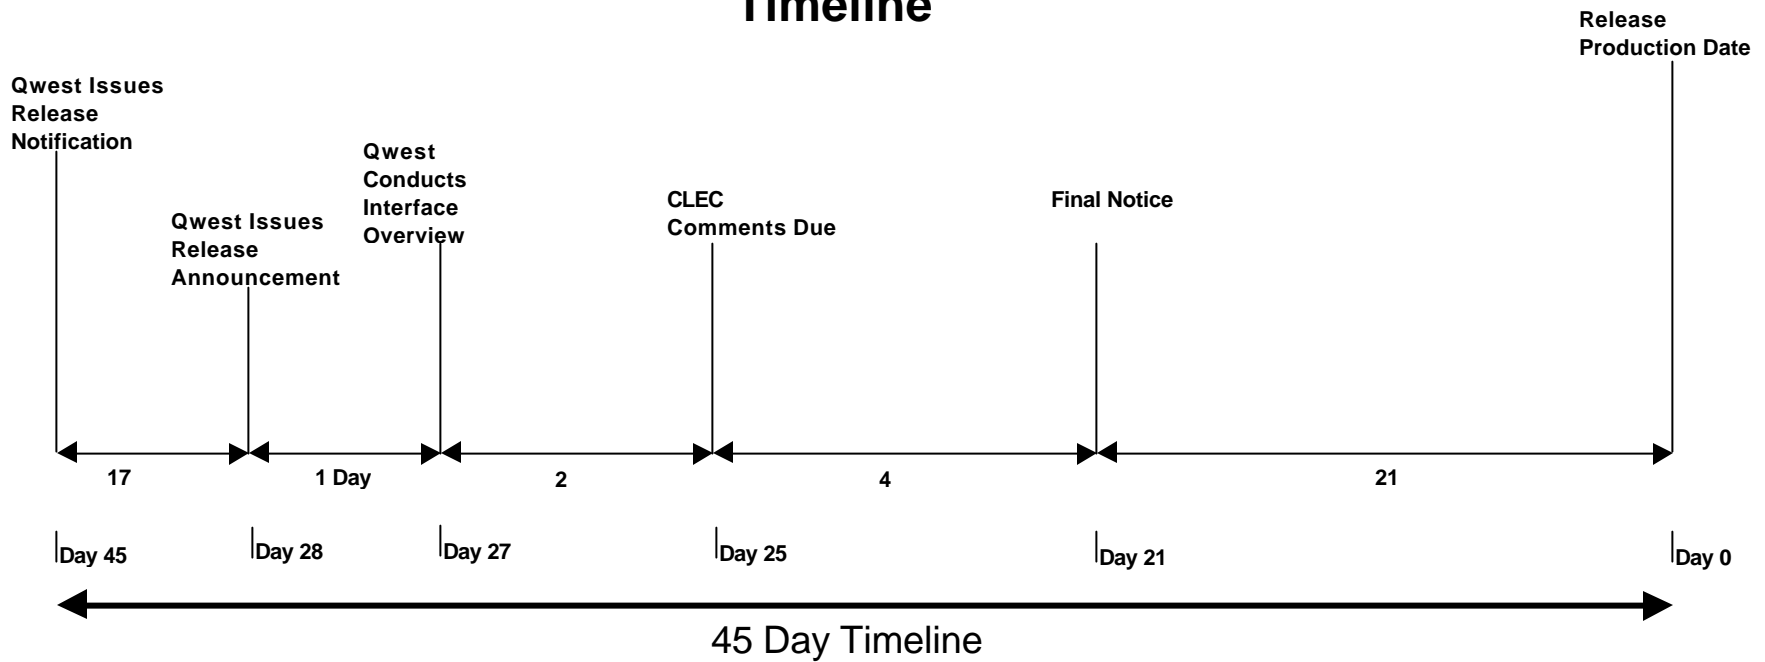 Timeline
Release
Production Date
Qwest Issues
Release
Notification
Qwest
Conducts
Interface
Overview
Qwest Issues
Release
Announcement
CLEC
Comments Due
Final Notice
17
1 Day
2
4
21
Day 45
Day 28
Day 27
Day 25
Day 21
Day 0
45 Day Timeline